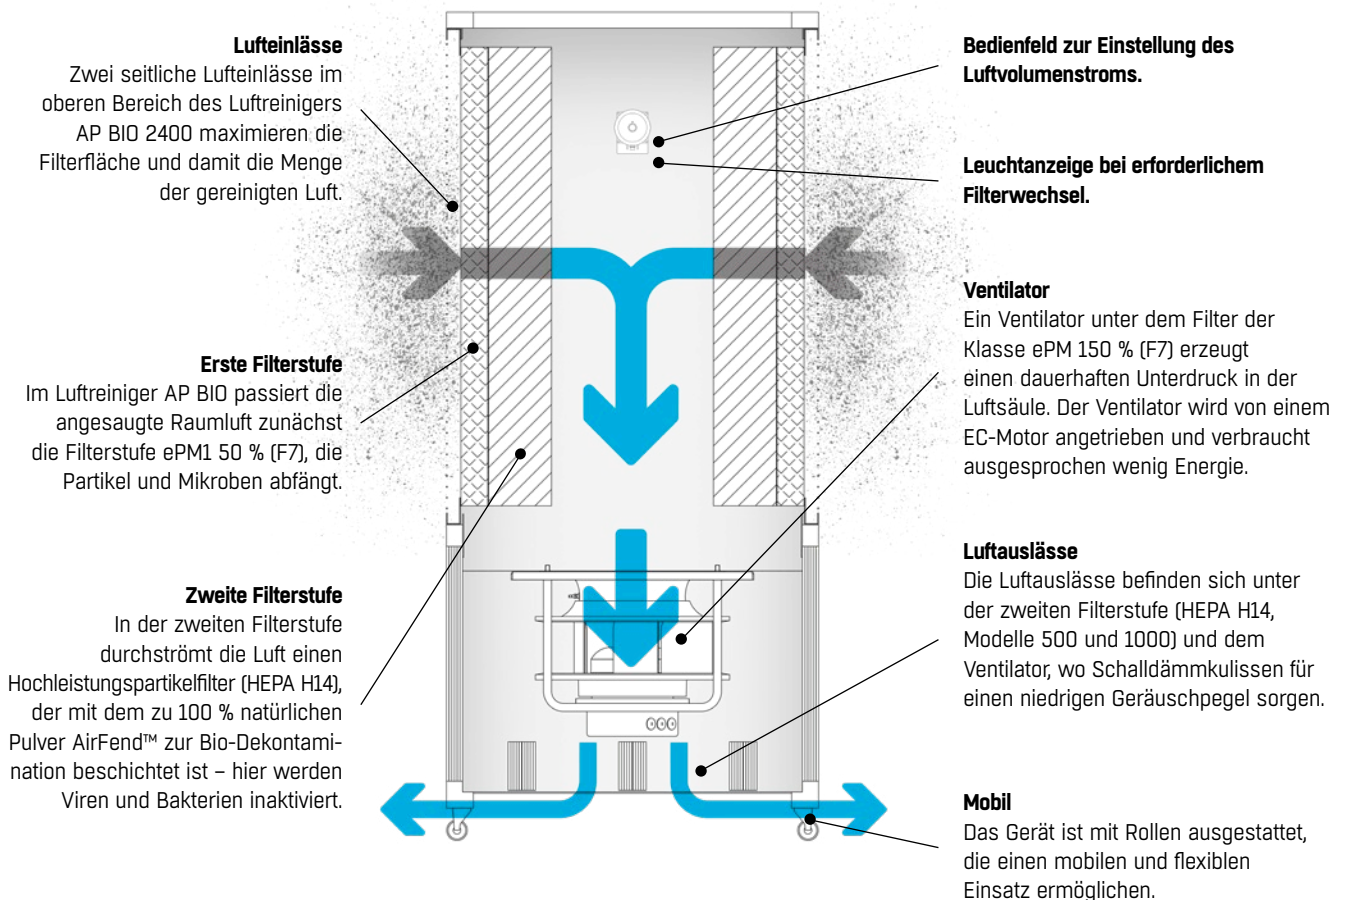 Lufteinlässe
Zwei seitliche Lufteinlässe im
oberen Bereich des Luftreinigers
AP BIO 2400 maximieren die
Filterfläche und damit die Menge
der gereinigten Luft.
Erste Filterstufe
Im Luftreiniger AP BIO passiert die
angesaugte Raumluft zunächst
die Filterstufe ePM1 50 % (F7), die
Partikel und Mikroben abfängt.
Zweite Filterstufe
In der zweiten Filterstufe
durchströmt die Luft einen
Hochleistungspartikelfilter (HEPA H14),
der mit dem zu 100 % natürlichen
Pulver AirFend™ zur Bio-Dekontami-
nation beschichtet ist – hier werden
Viren und Bakterien inaktiviert.
Bedienfeld zur Einstellung des
Luftvolumenstroms.
Leuchtanzeige bei erforderlichem
Filterwechsel.
Ventilator
Ein Ventilator unter dem Filter der
Klasse ePM 150 % (F7) erzeugt
einen dauerhaften Unterdruck in der
Luftsäule. Der Ventilator wird von einem
EC-Motor angetrieben und verbraucht
ausgesprochen wenig Energie.
Luftauslässe
Die Luftauslässe befinden sich unter
der zweiten Filterstufe (HEPA H14,
Modelle 500 und 1000) und dem
Ventilator, wo Schalldämmkulissen für
einen niedrigen Geräuschpegel sorgen.
Mobil
Das Gerät ist mit Rollen ausgestattet,
die einen mobilen und flexiblen
Einsatz ermöglichen.